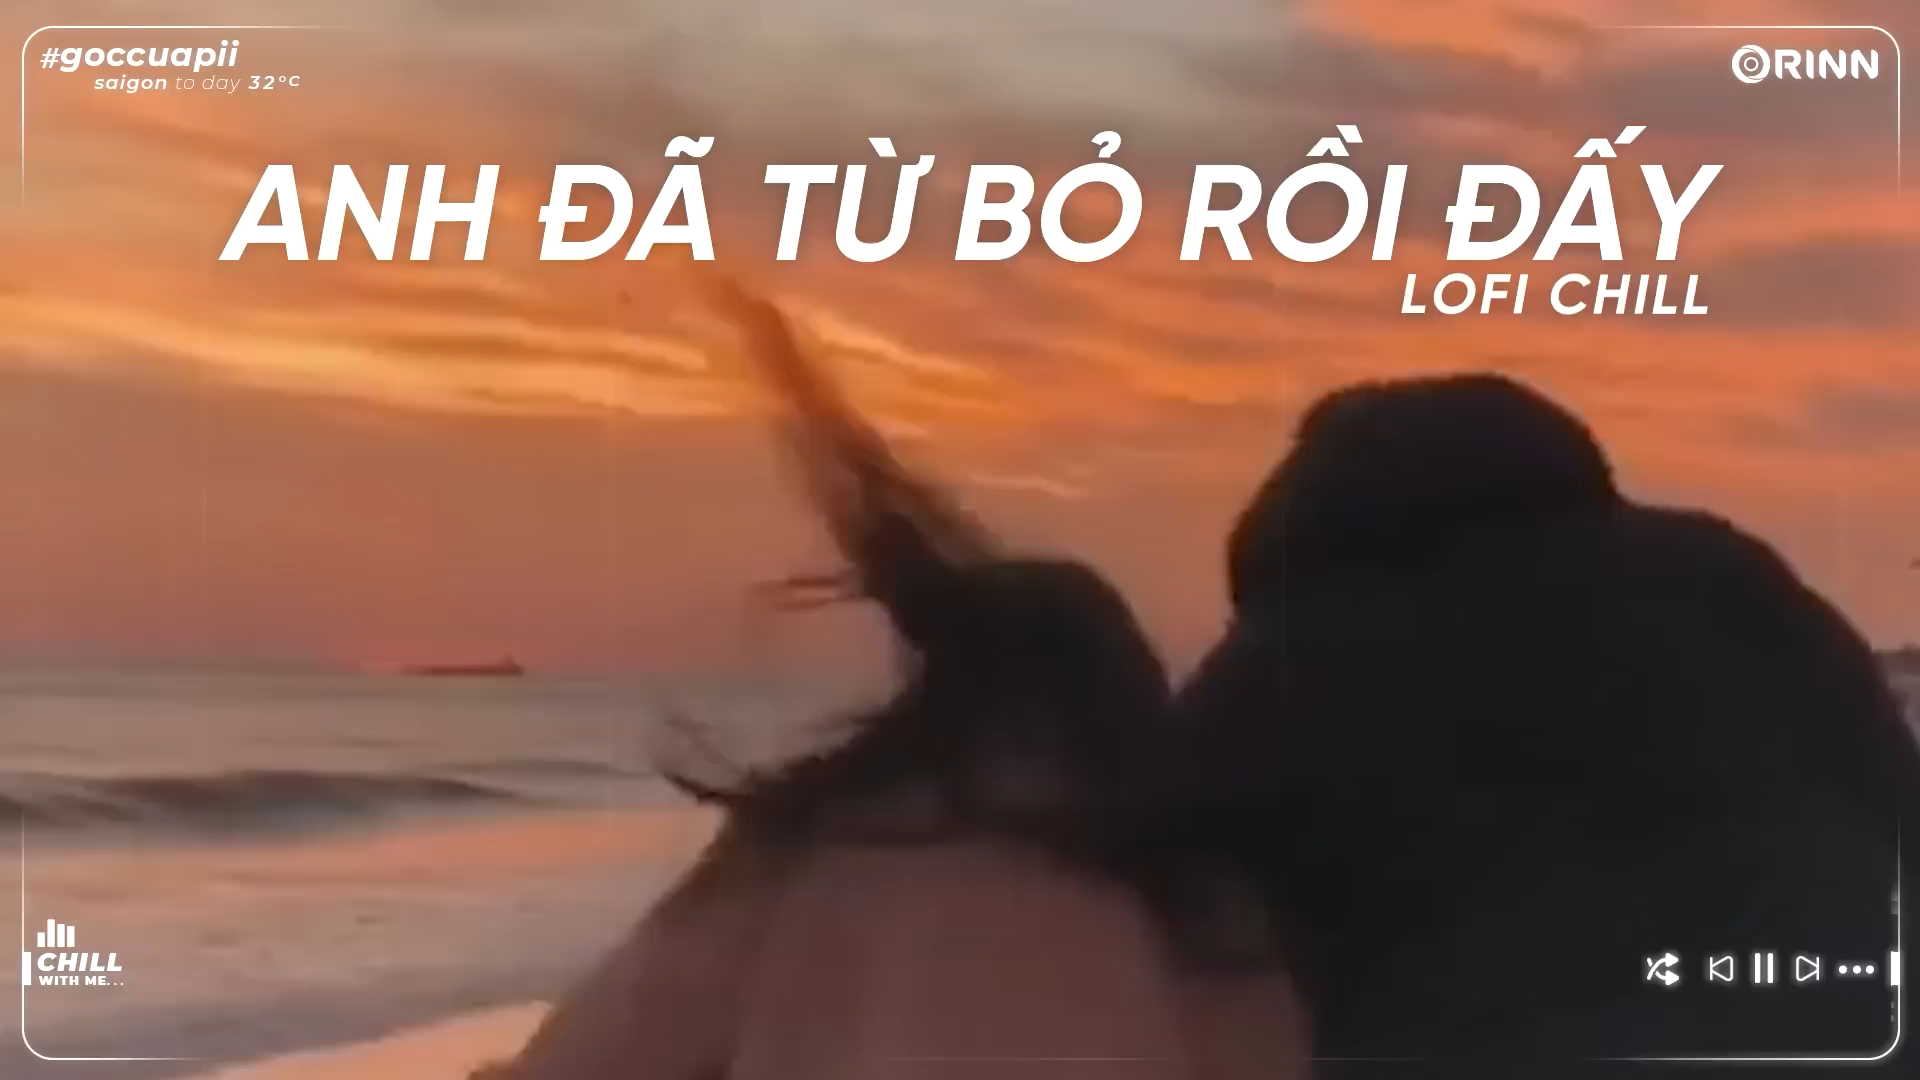 #goccuapii
saigon to day 32°C
ORINN
ANH ĐÃ TỪ BỎ RỒI ĐẤY
LOFI CHILL
CHILL
WITH ME...